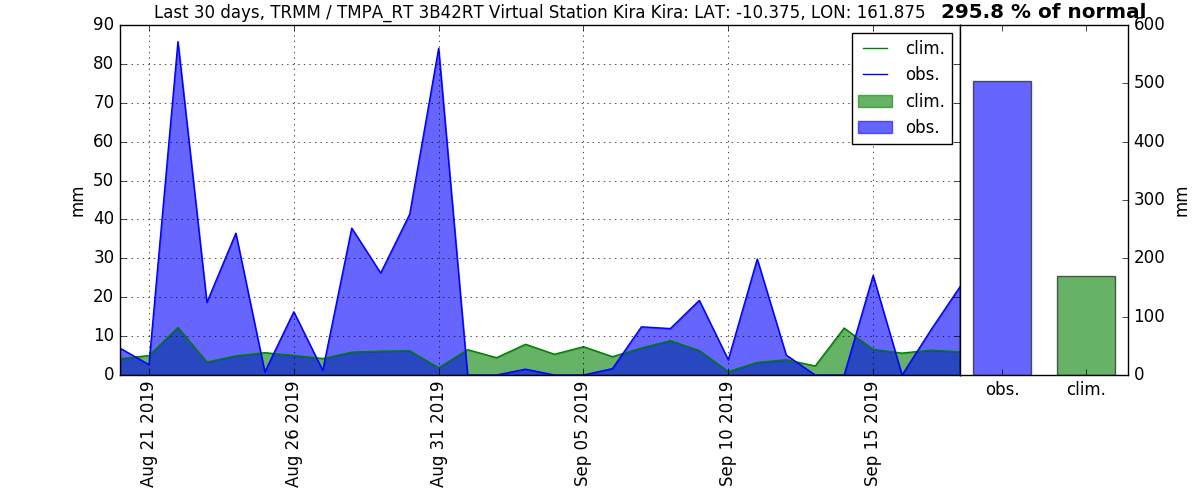 Last 30 days, TRMM / TMPA_RT 3B42RT Virtual Station Kira Kira: LAT: -10.375, LON: 161.875 295.8 % of normal
90
80
70
60
50
40
30
20
10
0
mm
clim.
obs.
clim.
obs.
Aug 21 2019
Aug 26 2019
Aug 31 2019
Sep 05 2019
Sep 10 2019
Sep 15 2019
600
500
400
300
200
100
0
mm
obs.
clim.